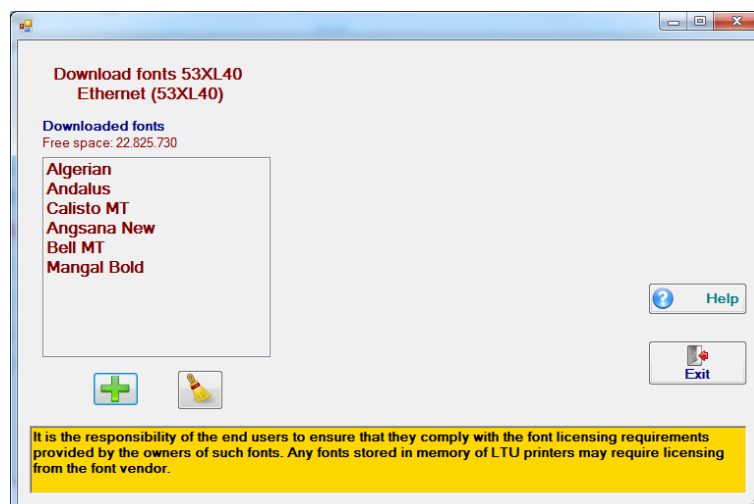 Download fonts 53XL40
Ethernet (53XL40)
Downloaded fonts
Free space: 22.825.730
Algerian
Andalus
Calisto MT
Angsana New
Bell MT
Mangal Bold
Help
Exit
It is the responsibility of the end users to ensure that they comply with the font licensing requirements
provided by the owners of such fonts. Any fonts stored in memory of LTU printers may require licensing
from the font vendor.